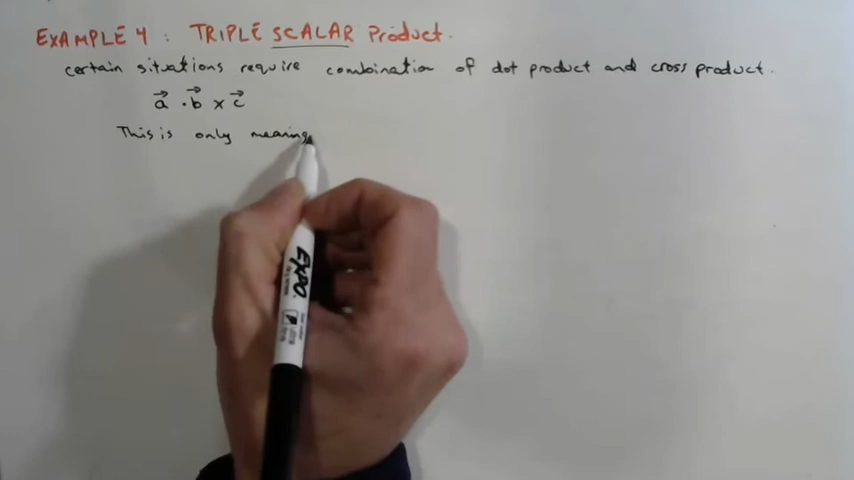 EXAMPLE 4 : TRIPLE SCALAR Product.
certain situations require combination of dot product and cross product.
a⃗ · b⃗ × c⃗
This is only meaning
EXPO.